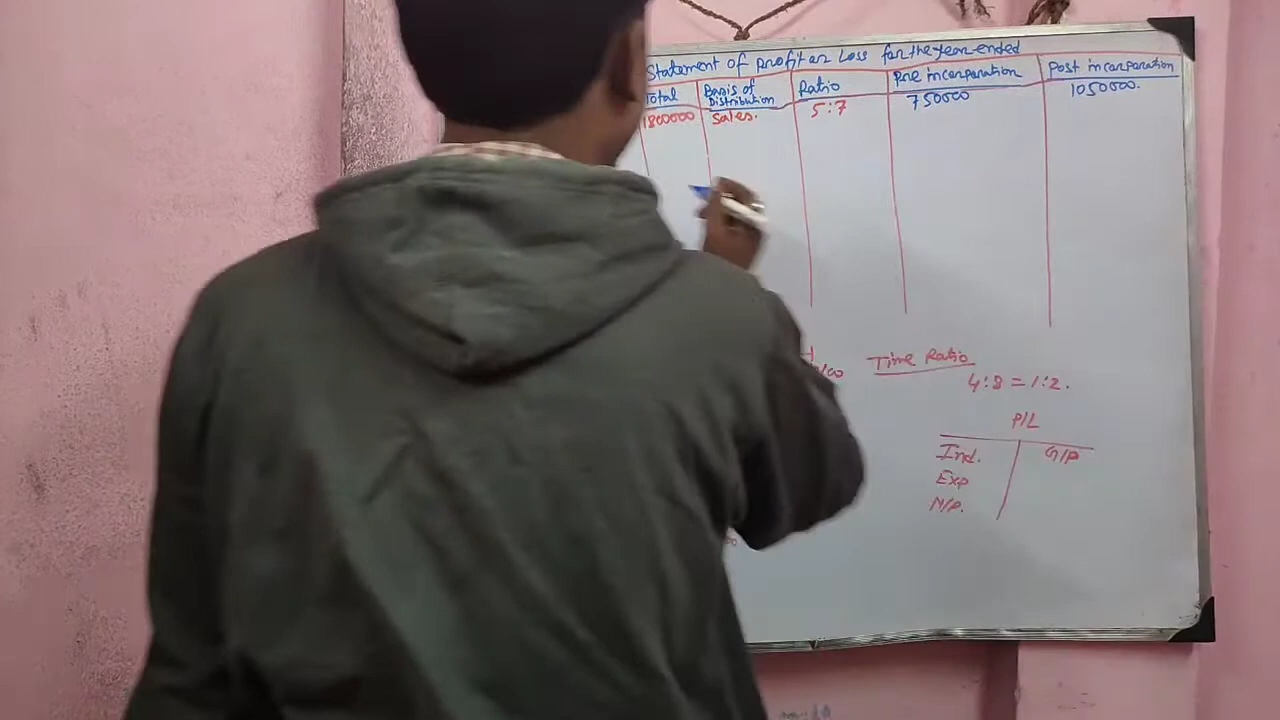 Statement of Profit or Loss for the year ended
Total Basis of Distribution Ratio Pre incorporation Post incorporation
1800000 Sales. 5:7 750000 1050000.
Time Ratio
4:8 = 1:2.
P/L
Ind. G/P
Exp
N/P.